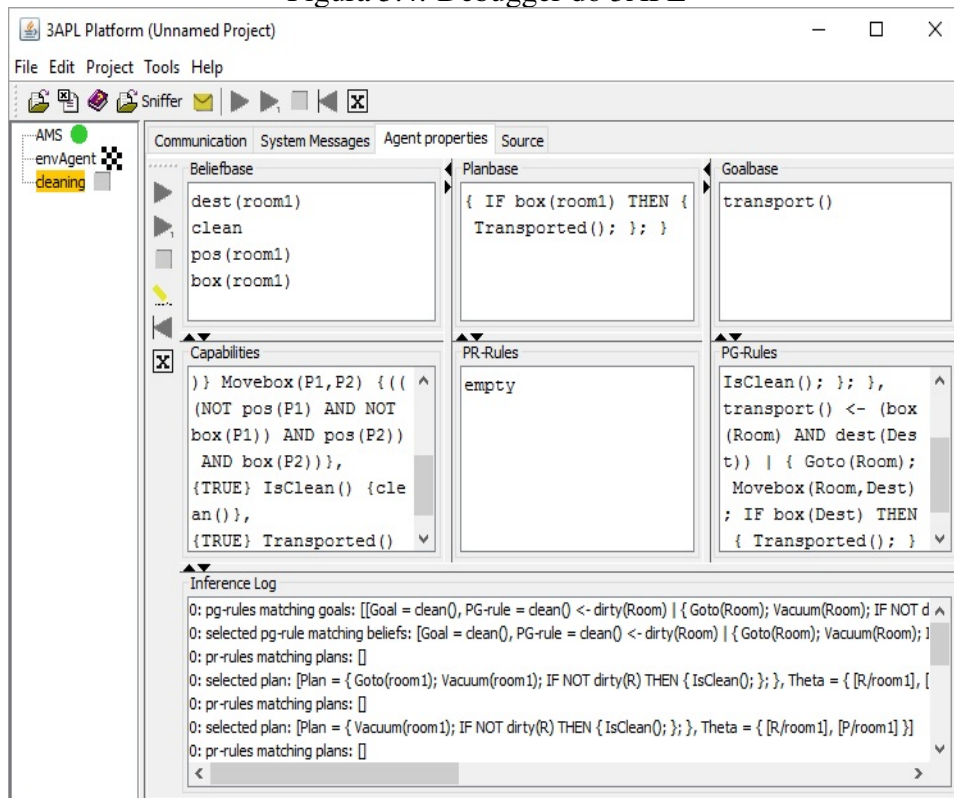 3APL Platform (Unnamed Project)
File Edit Project Tools Help
Sniffer
AMS
envAgent
cleaning
Communication System Messages Agent properties Source
Beliefbase
dest(room1)
clean
pos(room1)
box(room1)
Planbase
{ IF box(room1) THEN {
Transported(); }; }
Goalbase
transport()
Capabilities
)} Movebox(P1,P2) {((
(NOT pos(P1) AND NOT
box(P1)) AND pos(P2))
AND box(P2))},
{TRUE} IsClean() {cle
an()},
{TRUE} Transported()
PR-Rules
empty
PG-Rules
IsClean(); }; },
transport() <- (box
(Room) AND dest(Des
t)) | { Goto(Room);
Movebox(Room,Dest)
; IF box(Dest) THEN
{ Transported(); }
Inference Log
0: pg-rules matching goals: [[Goal = clean(), PG-rule = clean() <- dirty(Room) | { Goto(Room); Vacuum(Room); IF NOT d
0: selected pg-rule matching beliefs: [Goal = clean(), PG-rule = clean() <- dirty(Room) | { Goto(Room); Vacuum(Room); I
0: pr-rules matching plans: []
0: selected plan: [Plan = { Goto(room1); Vacuum(room1); IF NOT dirty(R) THEN { IsClean(); }; }, Theta = { [R/room1], [
0: pr-rules matching plans: []
0: selected plan: [Plan = { Vacuum(room1); IF NOT dirty(R) THEN { IsClean(); }; }, Theta = { [R/room1], [P/room1] }]
0: pr-rules matching plans: []